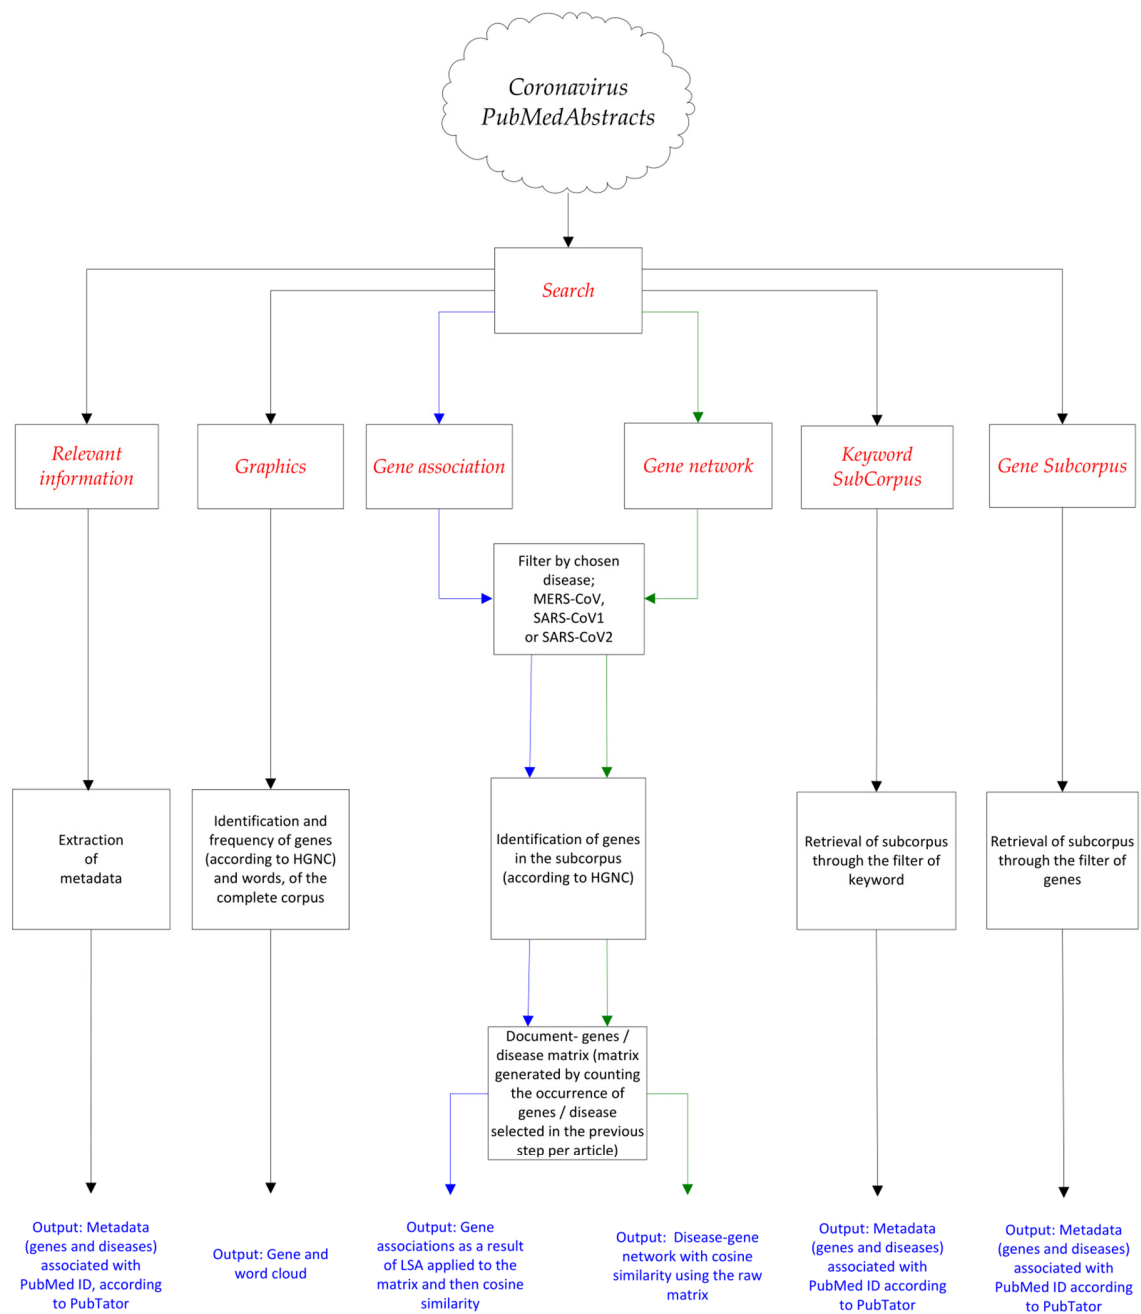 Coronavirus
PubMedAbstracts
Search
Relevant
information
Graphics
Gene association
Gene network
Keyword
SubCorpus
Gene Subcorpus
Filter by chosen
disease;
MERS-CoV,
SARS-CoV1
or SARS-CoV2
Extraction
of
metadata
Identification and
frequency of genes
(according to HGNC)
and words, of the
complete corpus
Identification of genes
in the subcorpus
(according to HGNC)
Retrieval of subcorpus
through the filter of
keyword
Retrieval of subcorpus
through the filter of
genes
Document- genes /
disease matrix (matrix
generated by counting
the occurrence of
genes / disease
selected in the previous
step per article)
Output: Metadata
(genes and diseases)
associated with
PubMed ID, according
to PubTator
Output: Gene and
word cloud
Output: Gene
associations as a result
of LSA applied to the
matrix and then cosine
similarity
Output:  Disease-gene
network with cosine
similarity using the raw
matrix
Output: Metadata
(genes and diseases)
associated with
PubMed ID according
to PubTator
Output: Metadata
(genes and diseases)
associated with
PubMed ID according
to PubTator